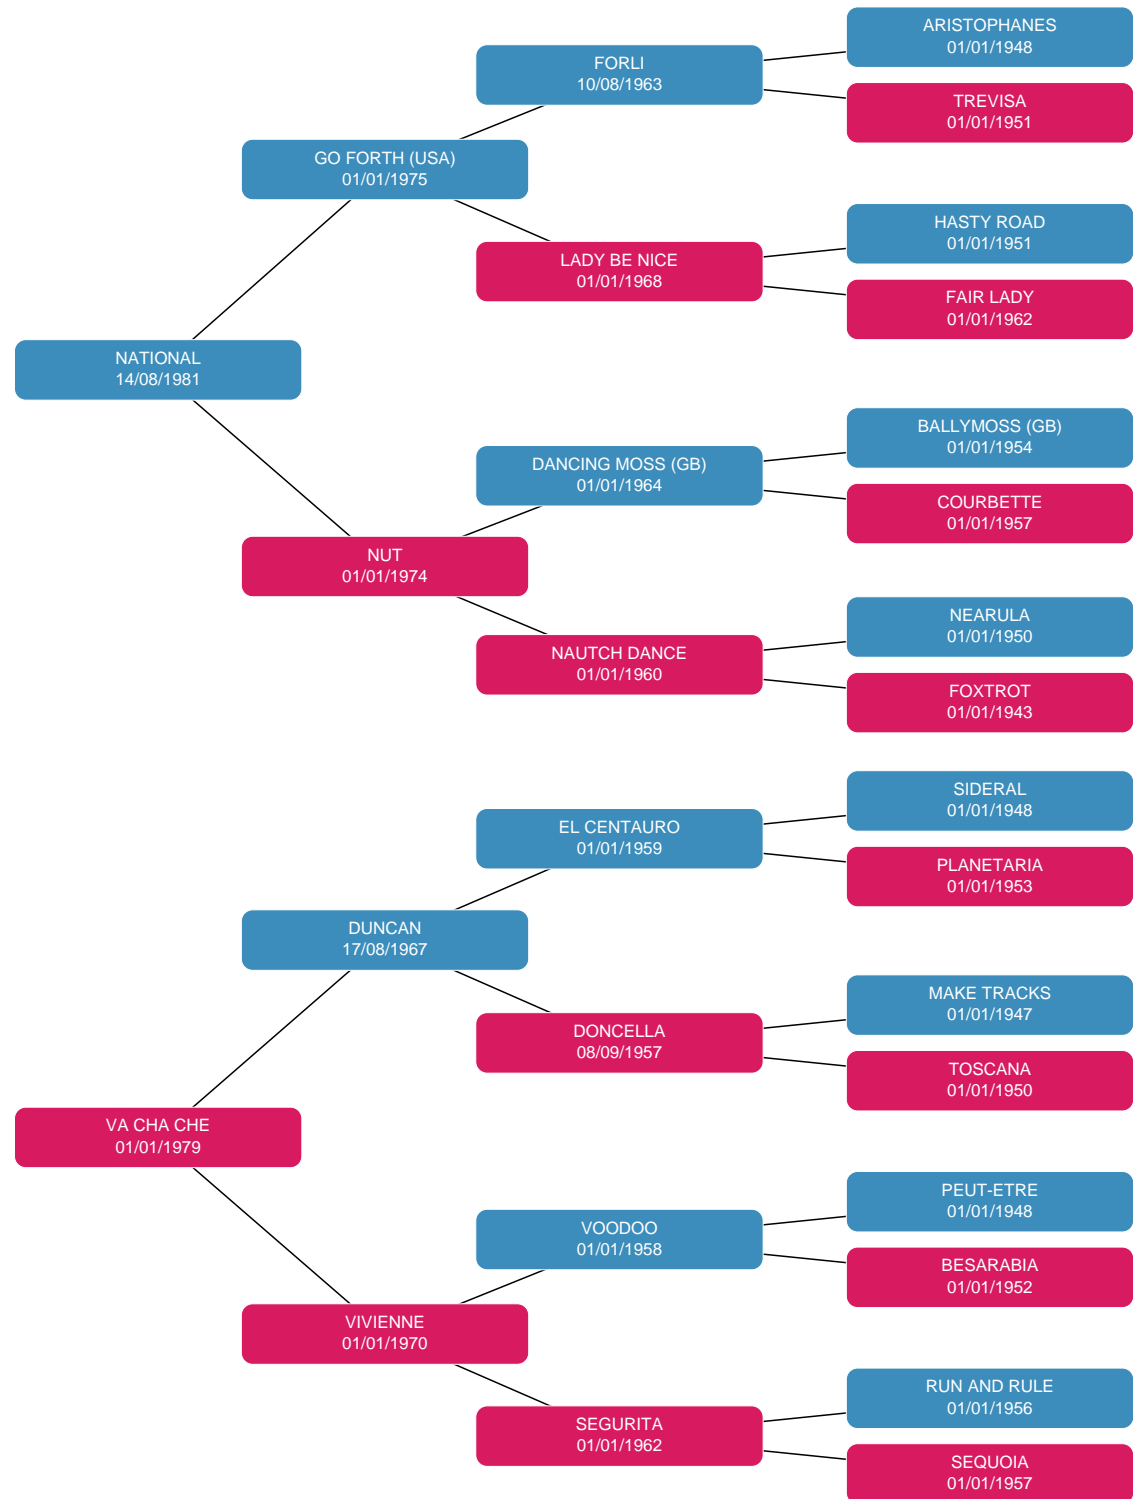 ARISTOPHANES
01/01/1948
FORLI
10/08/1963
TREVISA
01/01/1951
GO FORTH (USA)
01/01/1975
HASTY ROAD
01/01/1951
LADY BE NICE
01/01/1968
FAIR LADY
01/01/1962
NATIONAL
14/08/1981
BALLYMOSS (GB)
01/01/1954
DANCING MOSS (GB)
01/01/1964
COURBETTE
01/01/1957
NUT
01/01/1974
NEARULA
01/01/1950
NAUTCH DANCE
01/01/1960
FOXTROT
01/01/1943
SIDERAL
01/01/1948
EL CENTAURO
01/01/1959
PLANETARIA
01/01/1953
DUNCAN
17/08/1967
MAKE TRACKS
01/01/1947
DONCELLA
08/09/1957
TOSCANA
01/01/1950
VA CHA CHE
01/01/1979
PEUT-ETRE
01/01/1948
VOODOO
01/01/1958
BESARABIA
01/01/1952
VIVIENNE
01/01/1970
RUN AND RULE
01/01/1956
SEGURITA
01/01/1962
SEQUOIA
01/01/1957